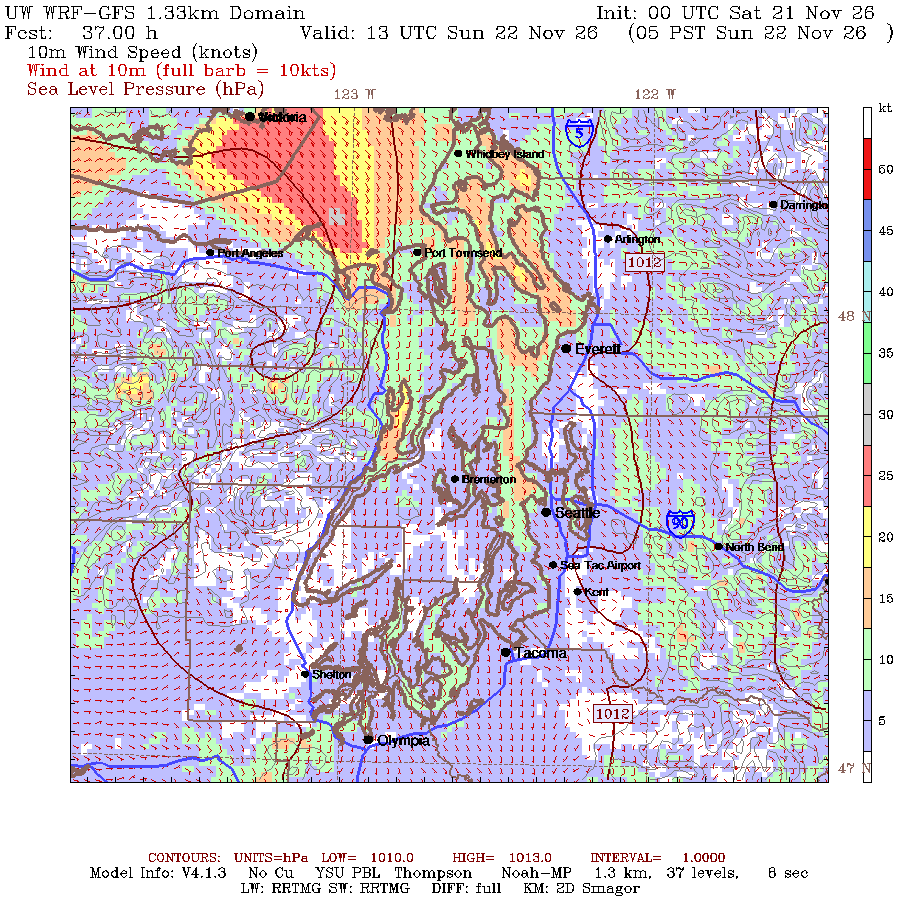 UW WRF-GFS 1.33km Domain Init: 00 UTC Sat 21 Nov 26
Fcst: 37.00 h Valid: 13 UTC Sun 22 Nov 26 (05 PST Sun 22 Nov 26 )
10m Wind Speed (knots)
Wind at 10m (full barb = 10kts)
Sea Level Pressure (hPa)
123 W 122 W
kt
Victoria
5
Whidbey Island
60
Darrington
45
Arlington
Port Angeles
Port Townsend
1012
40
48 N
Everett
35
30
25
Bremerton
Seattle
90
20
North Bend
Sea Tac Airport
Kent
15
Tacoma
10
Shelton
1012
5
Olympia
47 N
CONTOURS: UNITS=hPa LOW= 1010.0 HIGH= 1013.0 INTERVAL= 1.0000
Model Info: V4.1.3 No Cu YSU PBL Thompson Noah-MP 1.3 km, 37 levels, 8 sec
LW: RRTMG SW: RRTMG DIFF: full KM: 2D Smagor